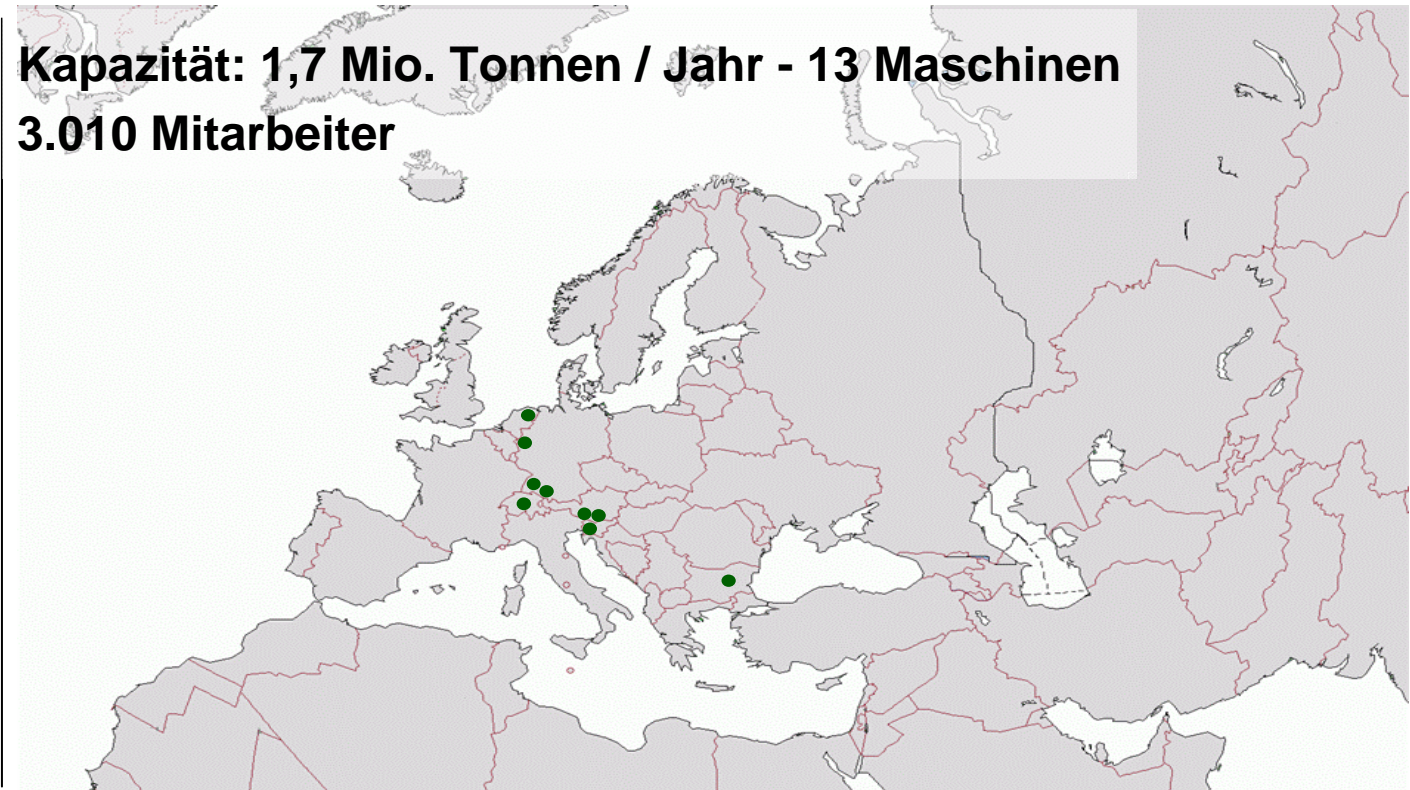 Kapazität: 1,7 Mio. Tonnen / Jahr - 13 Maschinen
3.010 Mitarbeiter